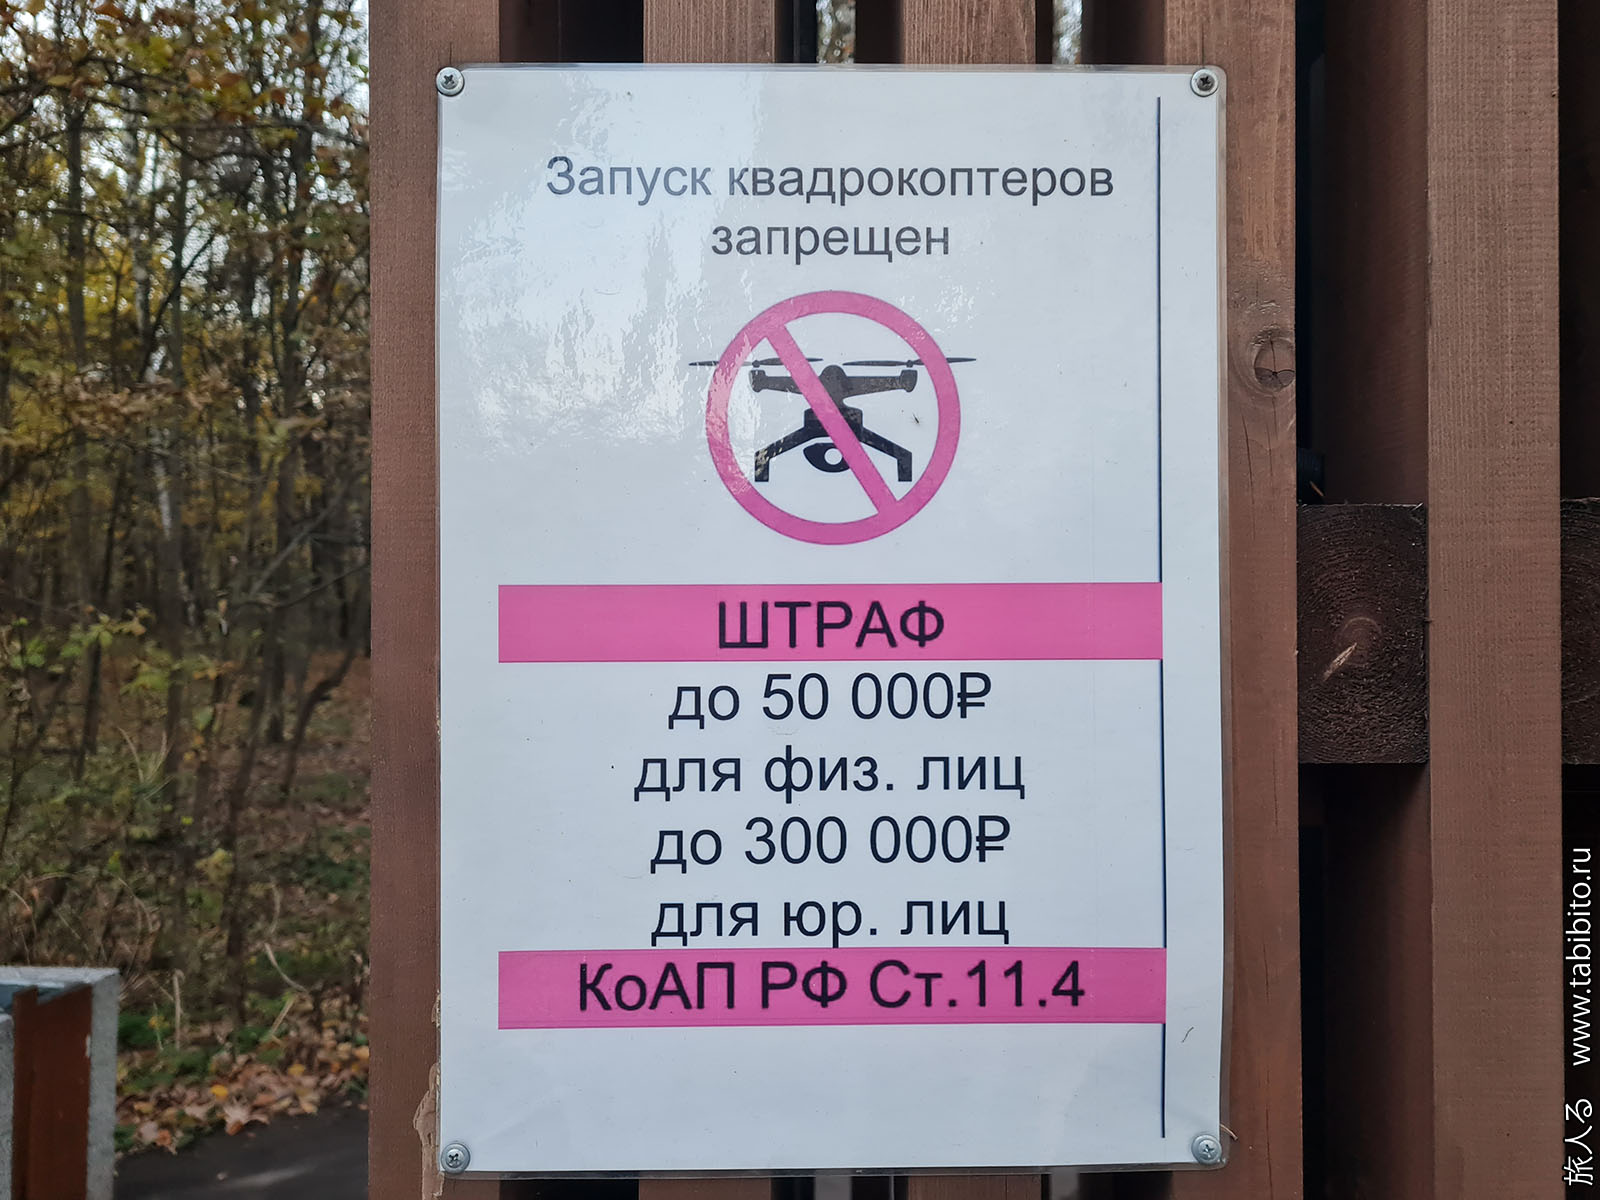 Запуск квадрокоптеров
запрещен
ШТРАФ
до 50 000₽
для физ. лиц
до 300 000₽
для юр. лиц
КоАП РФ Ст.11.4
旅人る www.tabibito.ru